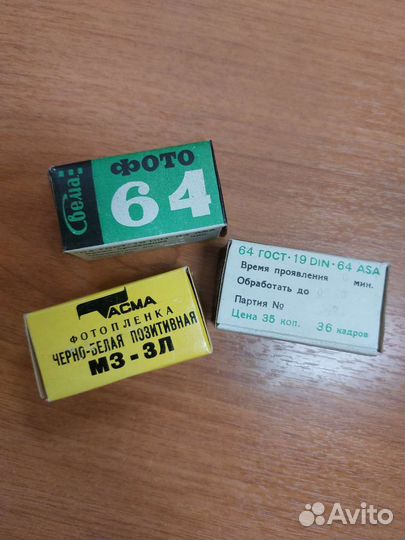 Свема
ФОТО
64
ТАСМА
ФОТОПЛЕНКА
ЧЕРНО-БЕЛАЯ ПОЗИТИВНАЯ
МЗ-3Л
64 ГОСТ·19 DIN·64 ASA
Время проявления мин.
Обработать до
Партия №
Цена 35 коп. 36 кадров
Avito